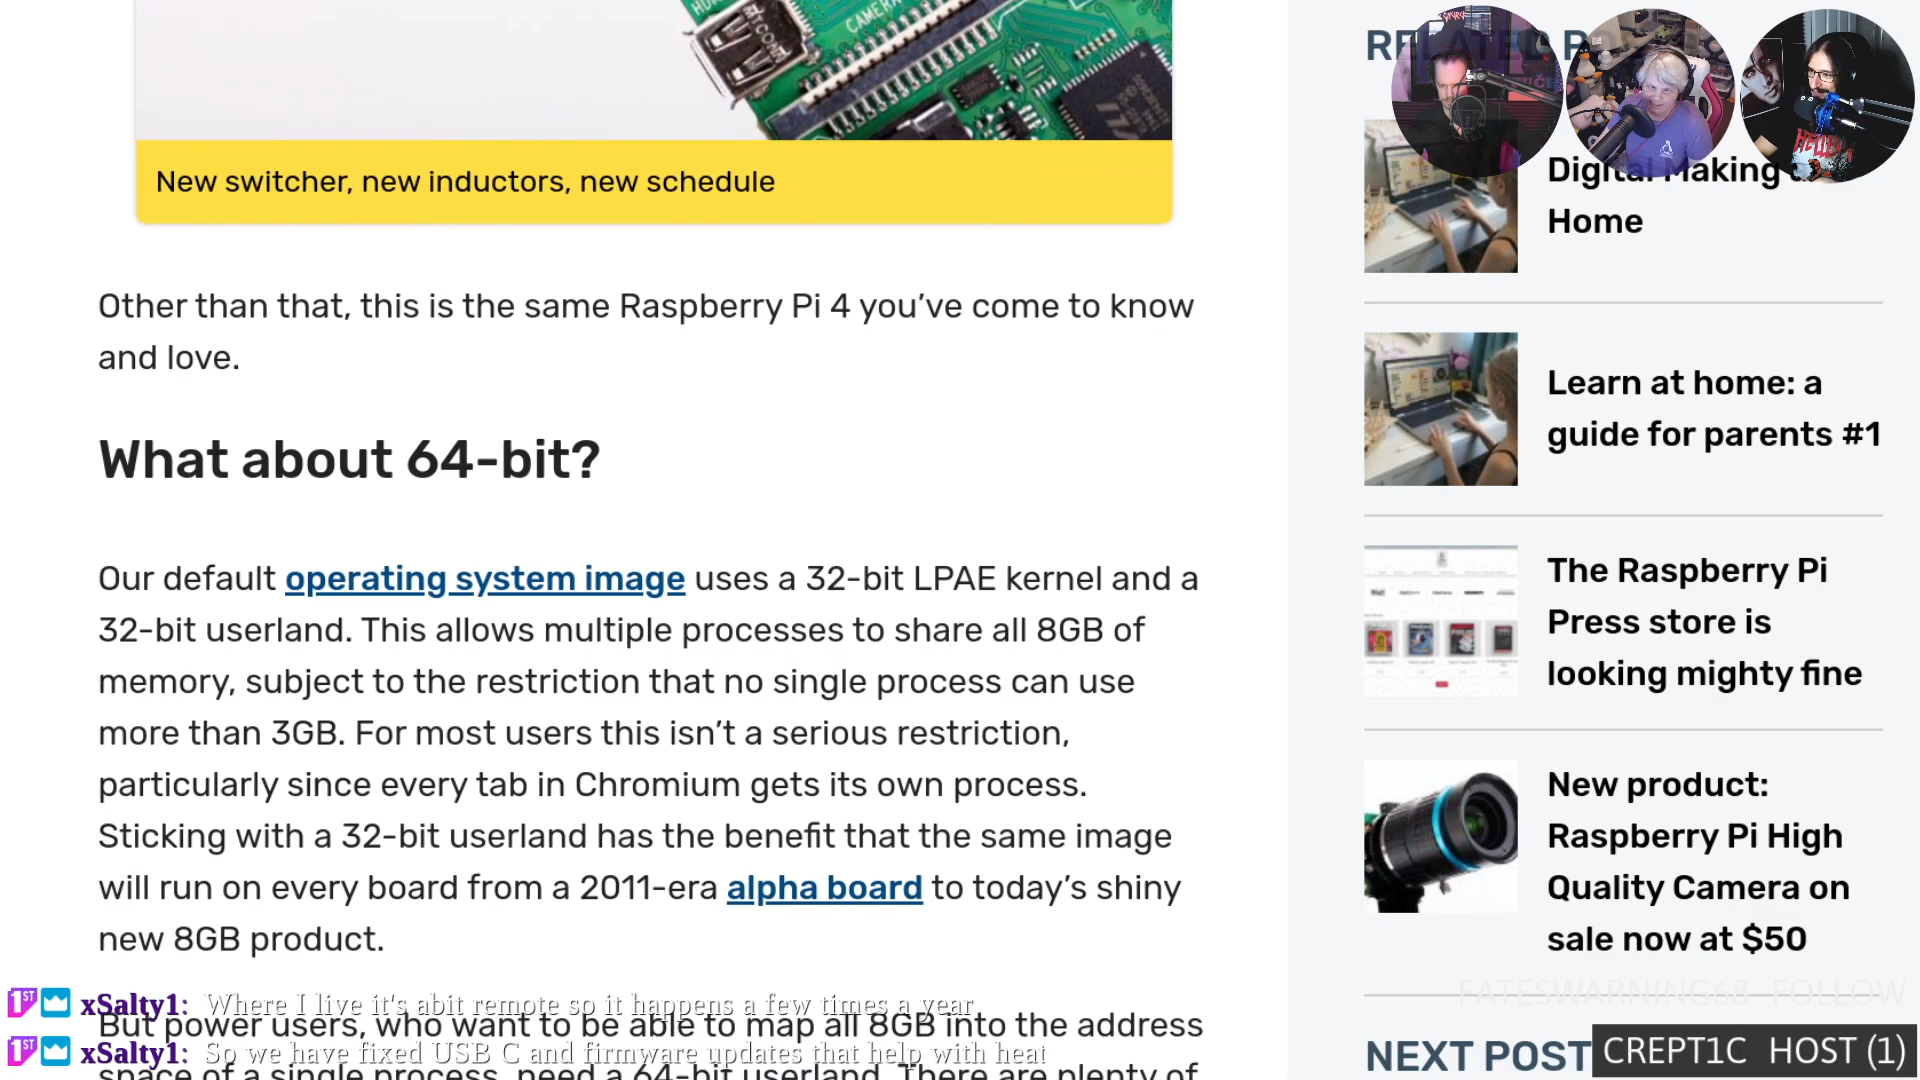 CAMERA
New switcher, new inductors, new schedule
Other than that, this is the same Raspberry Pi 4 you’ve come to know
and love.
What about 64-bit?
Our default operating system image uses a 32-bit LPAE kernel and a
32-bit userland. This allows multiple processes to share all 8GB of
memory, subject to the restriction that no single process can use
more than 3GB. For most users this isn’t a serious restriction,
particularly since every tab in Chromium gets its own process.
Sticking with a 32-bit userland has the benefit that the same image
will run on every board from a 2011-era alpha board to today’s shiny
new 8GB product.
But power users, who want to be able to map all 8GB into the address
space of a single process, need a 64-bit userland. There are plenty of
xSalty1: Where I live it's abit remote so it happens a few times a year
xSalty1: So we have fixed USB C and firmware updates that help with heat
RELATED
Digital Making
Home
Learn at home: a
guide for parents #1
The Raspberry Pi
Press store is
looking mighty fine
New product:
Raspberry Pi High
Quality Camera on
sale now at $50
FATESWARNING68 FOLLOW
NEXT POST
CREPT1C HOST (1)